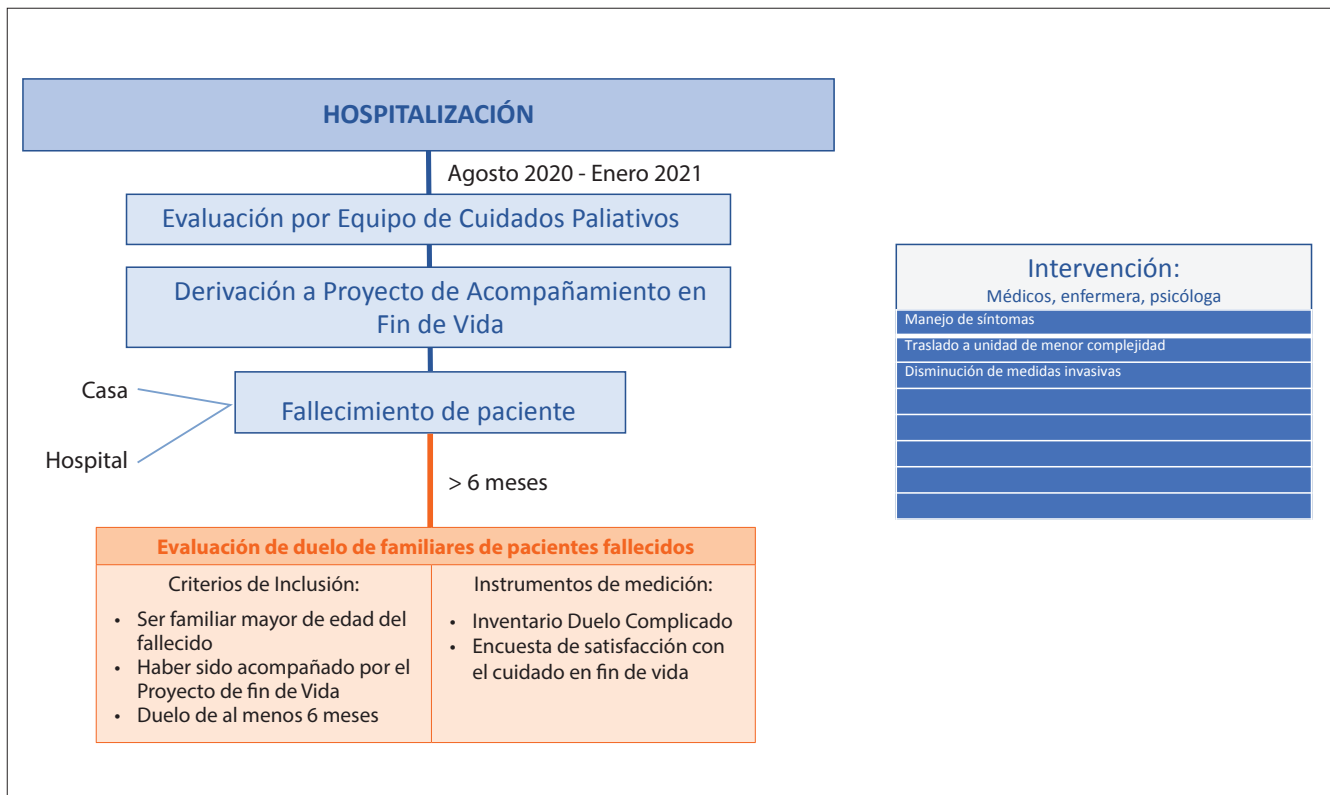 HOSPITALIZACIÓN
Agosto 2020 - Enero 2021
Evaluación por Equipo de Cuidados Paliativos
Derivación a Proyecto de Acompañamiento en
Fin de Vida
Casa
Fallecimiento de paciente
Hospital
> 6 meses
Evaluación de duelo de familiares de pacientes fallecidos
Criterios de Inclusión:
• Ser familiar mayor de edad del
fallecido
• Haber sido acompañado por el
Proyecto de fin de Vida
• Duelo de al menos 6 meses
Instrumentos de medición:
• Inventario Duelo Complicado
• Encuesta de satisfacción con
el cuidado en fin de vida
Intervención:
Médicos, enfermera, psicóloga
Manejo de síntomas
Traslado a unidad de menor complejidad
Disminución de medidas invasivas